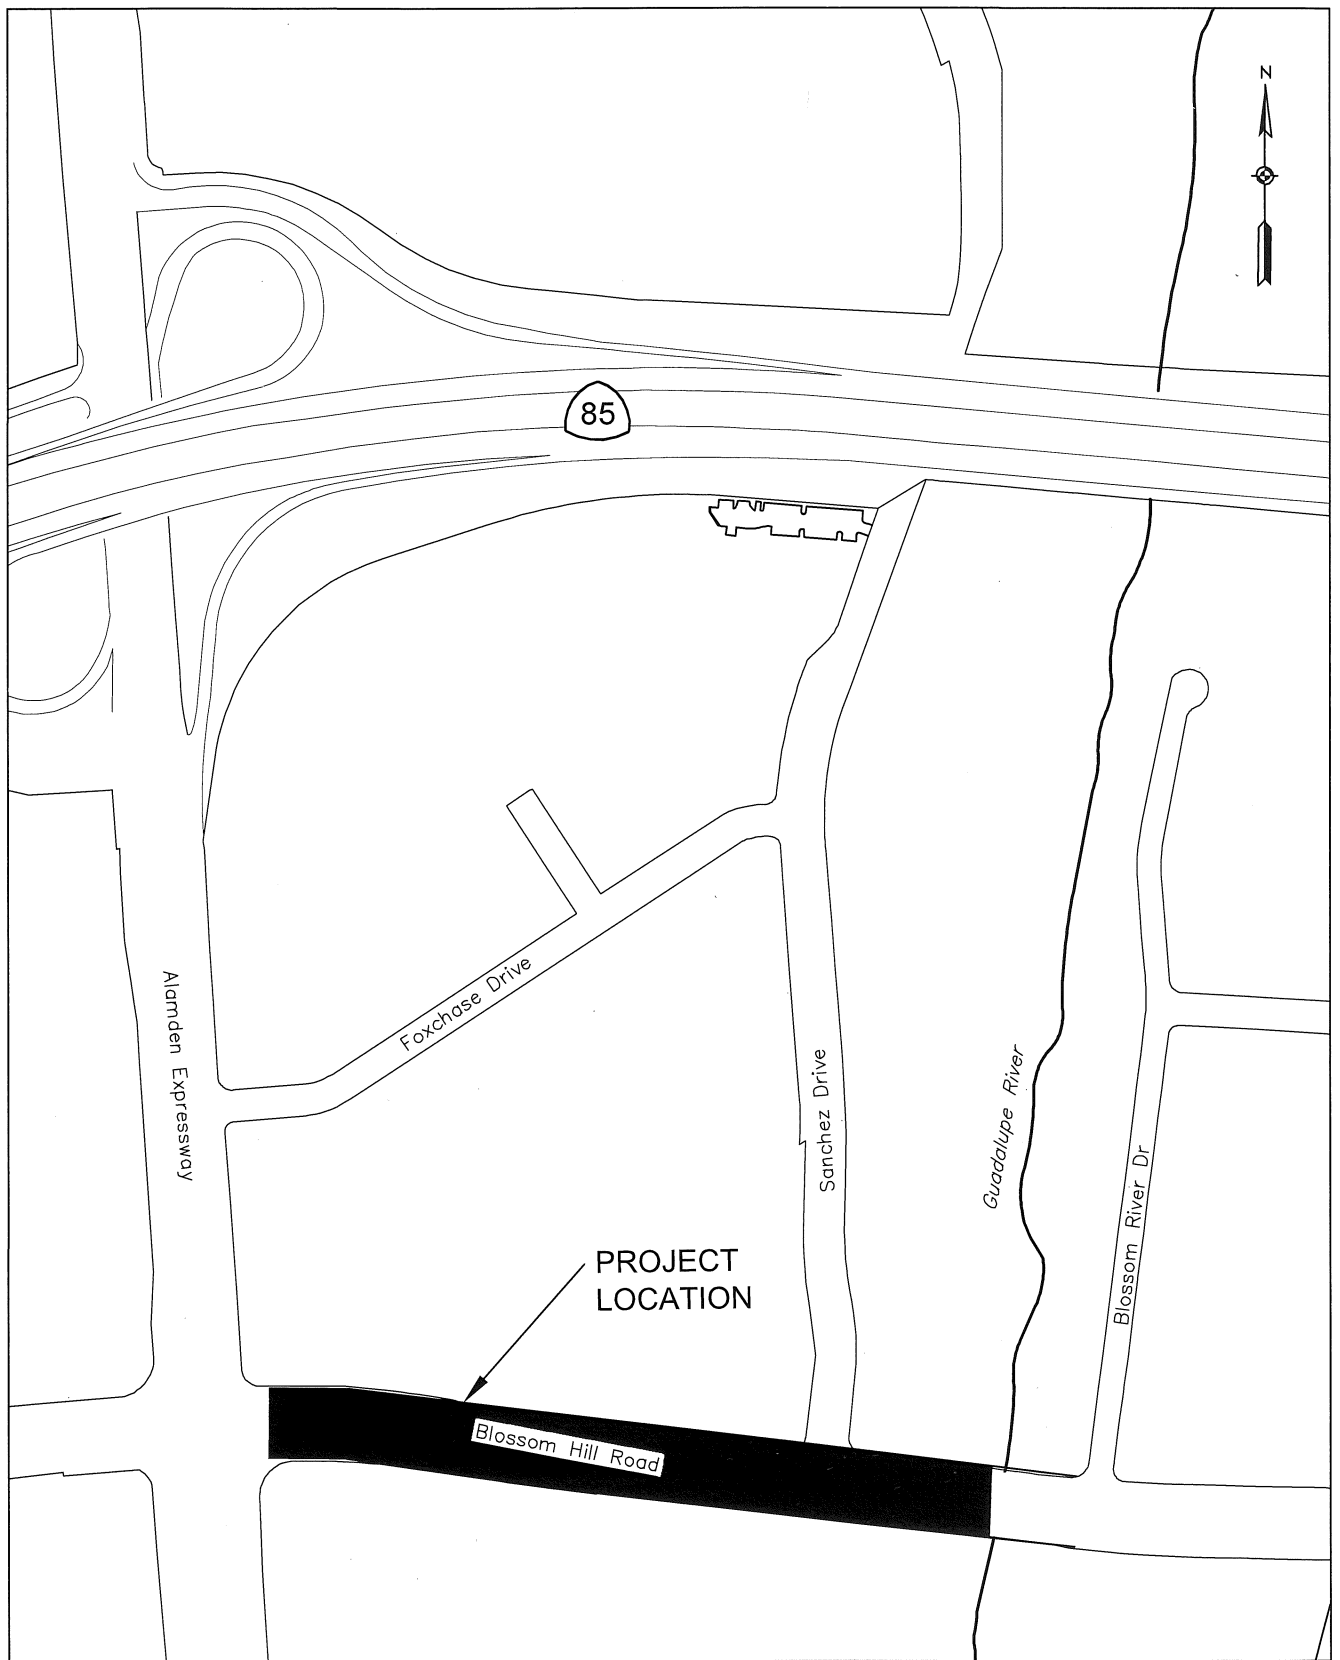 N
85
Foxchase Drive
Alamden Expressway
Sanchez Drive
Guadalupe River
Blossom River Dr
PROJECT
LOCATION
Blossom Hill Road